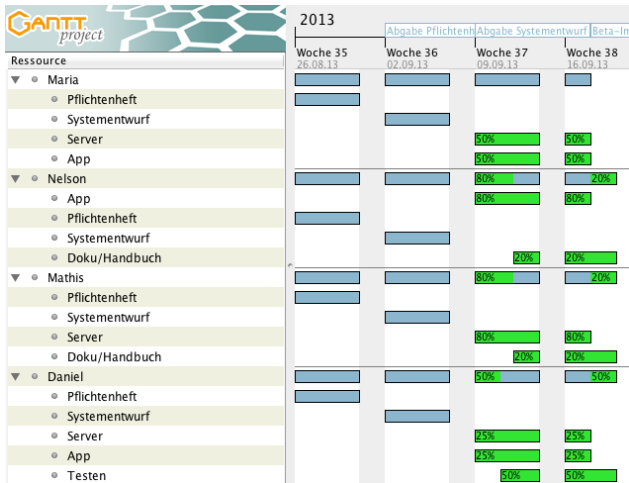 GANTT
project
2013
Abgabe Pflichtenh Abgabe Systementwurf Beta-Im
Woche 35 Woche 36 Woche 37 Woche 38
26.08.13 02.09.13 09.09.13 16.09.13
Ressource
Maria
Pflichtenheft
Systementwurf
Server 50% 50%
App 50% 50%
Nelson 80% 20%
App 80% 80%
Pflichtenheft
Systementwurf
Doku/Handbuch 20% 20%
Mathis 80% 20%
Pflichtenheft
Systementwurf
Server 80% 80%
Doku/Handbuch 20% 20%
Daniel 50% 50%
Pflichtenheft
Systementwurf
Server 25% 25%
App 25% 25%
Testen 50% 50%